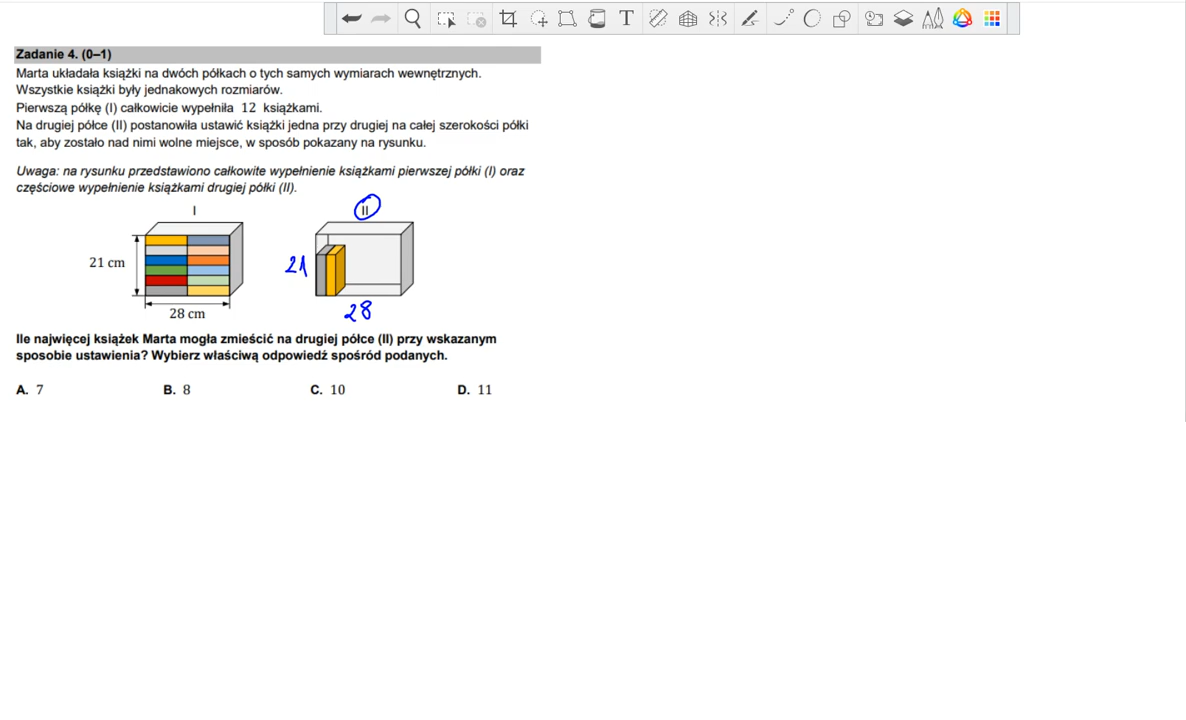 Zadanie 4. (0–1)
Marta układała książki na dwóch półkach o tych samych wymiarach wewnętrznych.
Wszystkie książki były jednakowych rozmiarów.
Pierwszą półkę (I) całkowicie wypełniła 12 książkami.
Na drugiej półce (II) postanowiła ustawić książki jedna przy drugiej na całej szerokości półki
tak, aby zostało nad nimi wolne miejsce, w sposób pokazany na rysunku.
Uwaga: na rysunku przedstawiono całkowite wypełnienie książkami pierwszej półki (I) oraz
częściowe wypełnienie książkami drugiej półki (II).
I
II
21 cm
21
28 cm
28
Ile najwięcej książek Marta mogła zmieścić na drugiej półce (II) przy wskazanym
sposobie ustawienia? Wybierz właściwą odpowiedź spośród podanych.
A. 7 B. 8 C. 10 D. 11